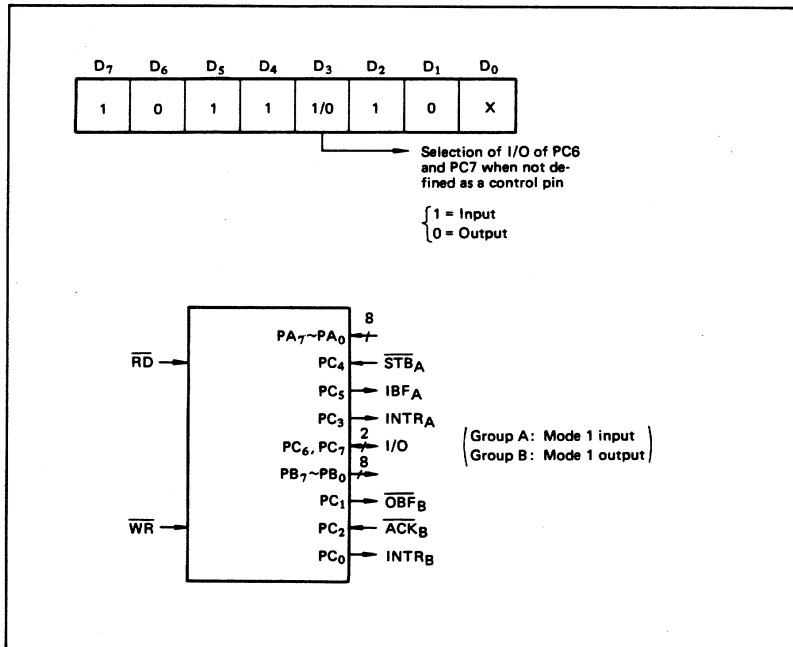 D7 D6 D5 D4 D3 D2 D1 D0
1 0 1 1 1/0 1 0 X
Selection of I/O of PC6
and PC7 when not de-
fined as a control pin
1 = Input
0 = Output
8
PA7~PA0
RD
PC4 STBA
PC5 IBFA
PC3 INTRA
2
PC6, PC7 I/O
(Group A: Mode 1 input
Group B: Mode 1 output)
8
PB7~PB0
PC1 OBFB
WR
PC2 ACKB
PC0 INTRB